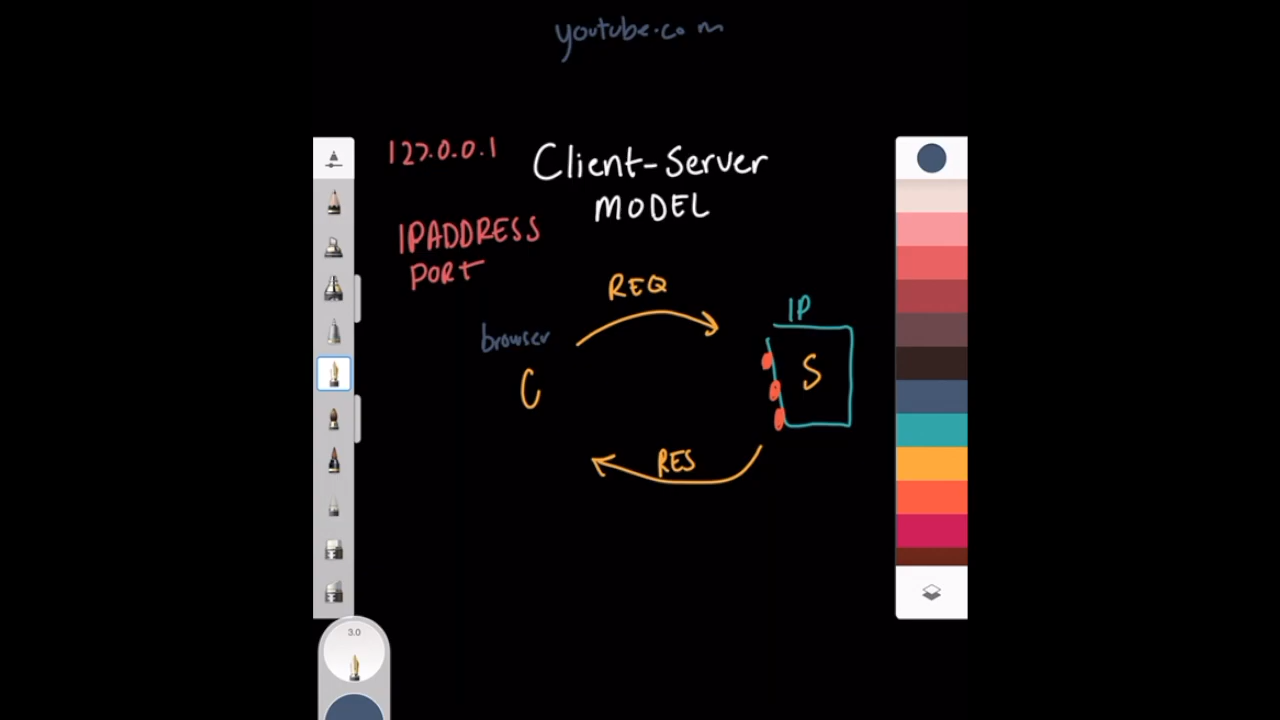 youtube.com
127.0.0.1
Client-Server
MODEL
IPADDRESS
PORT
REQ
IP
browser
C
S
RES
3.0